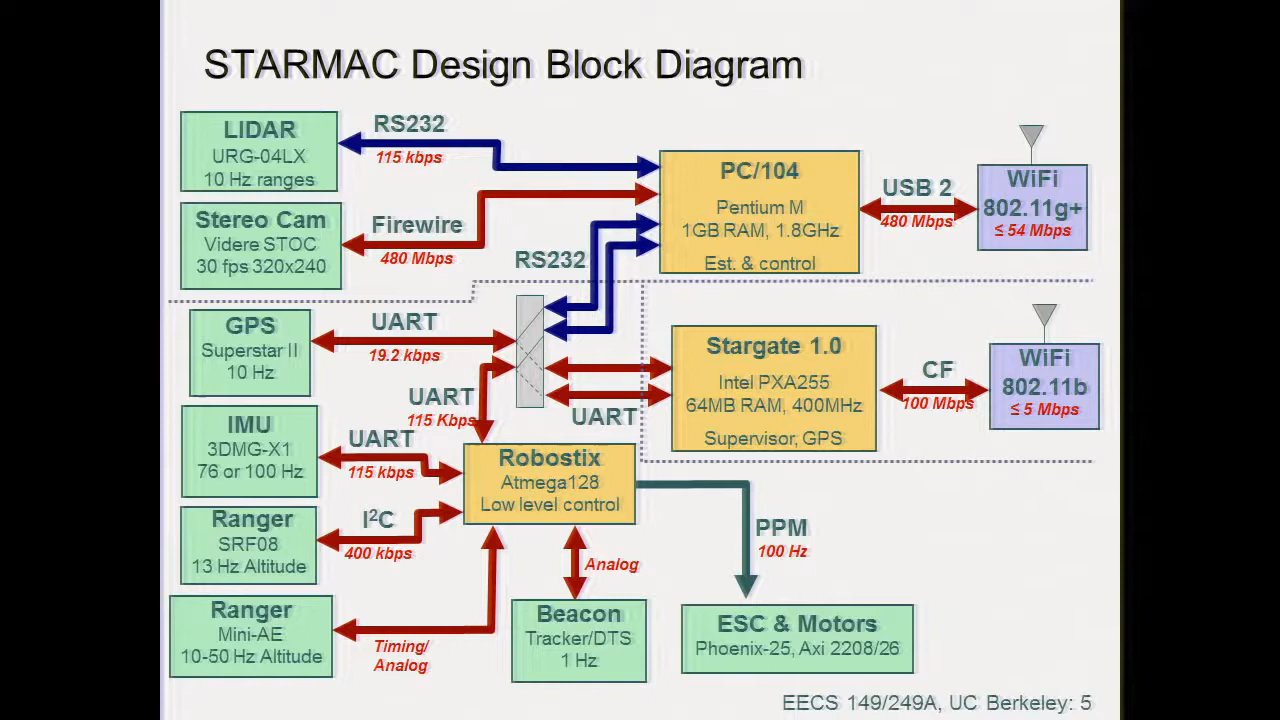 STARMAC Design Block Diagram
LIDAR
URG-04LX
10 Hz ranges
RS232
115 kbps
Stereo Cam
Videre STOC
30 fps 320x240
Firewire
480 Mbps
PC/104
Pentium M
1GB RAM, 1.8GHz
Est. & control
USB 2
480 Mbps
WiFi
802.11g+
≤ 54 Mbps
RS232
GPS
Superstar II
10 Hz
UART
19.2 kbps
UART
115 Kbps
UART
Stargate 1.0
Intel PXA255
64MB RAM, 400MHz
Supervisor, GPS
CF
100 Mbps
WiFi
802.11b
≤ 5 Mbps
IMU
3DMG-X1
76 or 100 Hz
UART
115 kbps
Robostix
Atmega128
Low level control
Ranger
SRF08
13 Hz Altitude
I²C
400 kbps
PPM
100 Hz
Analog
Ranger
Mini-AE
10-50 Hz Altitude
Timing/
Analog
Beacon
Tracker/DTS
1 Hz
ESC & Motors
Phoenix-25, Axi 2208/26
EECS 149/249A, UC Berkeley: 5